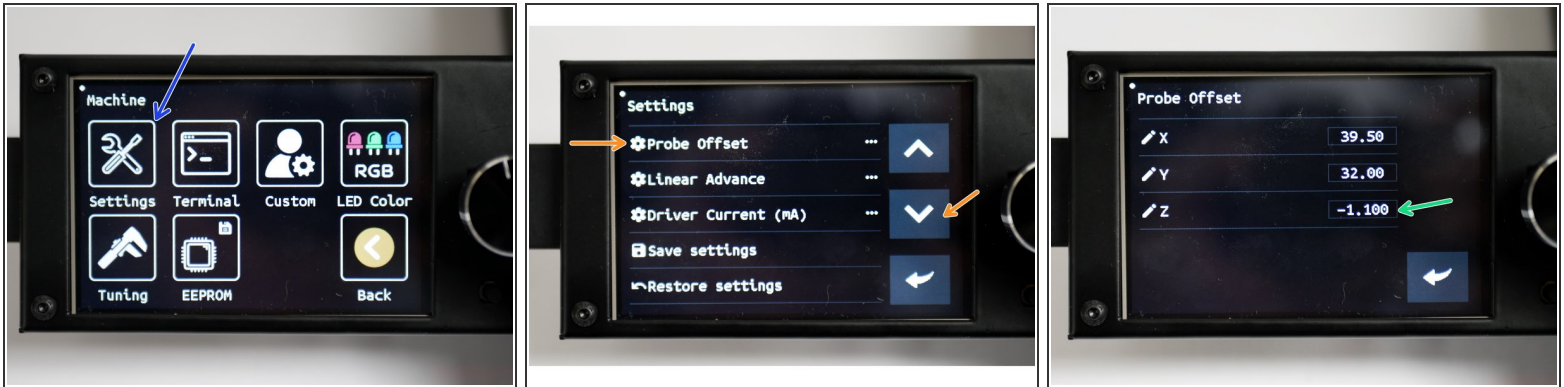 Machine
RGB
Settings Terminal Custom LED Color
Tuning EEPROM Back
Settings
Probe Offset
Linear Advance
Driver Current (mA)
Save settings
Restore settings
Probe Offset
X 39.50
Y 32.00
Z -1.100